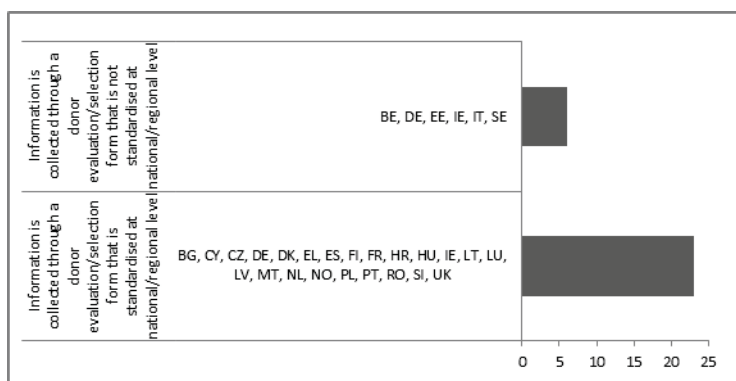 Information is
collected through a
donor
evaluation/selection
form that is not
standardised at
national/regional level
BE, DE, EE, IE, IT, SE
Information is
collected through a
donor
evaluation/selection
form that is
standardised at
national/regional level
BG, CY, CZ, DE, DK, EL, ES, FI, FR, HR, HU, IE, LT, LU,
LV, MT, NL, NO, PL, PT, RO, SI, UK
0 5 10 15 20 25